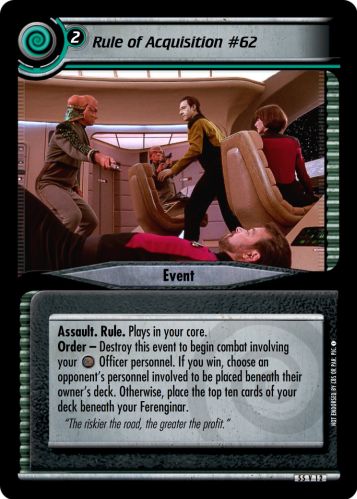 2
Rule of Acquisition #62
Event
Assault. Rule. Plays in your core.
Order – Destroy this event to begin combat involving
your Officer personnel. If you win, choose an
opponent's personnel involved to be placed beneath their
owner's deck. Otherwise, place the top ten cards of your
deck beneath your Ferenginar.
"The riskier the road, the greater the profit."
NOT ENDORSED BY CBS OR PAR. PIC.
55 V 12